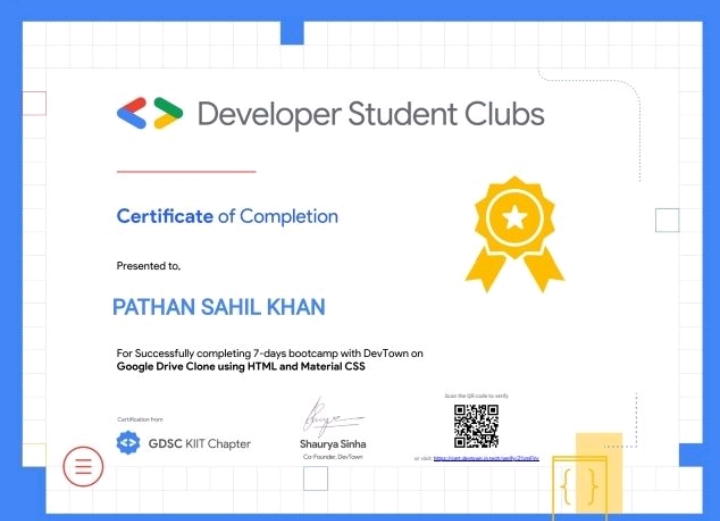 Developer Student Clubs
Certificate of Completion
Presented to,
PATHAN SAHIL KHAN
For Successfully completing 7-days bootcamp with DevTown on
Google Drive Clone using HTML and Material CSS
Scan the QR code to verify
Certification from
GDSC KIIT Chapter
Shaurya Sinha
Co-Founder, DevTown
or visit:
{ }